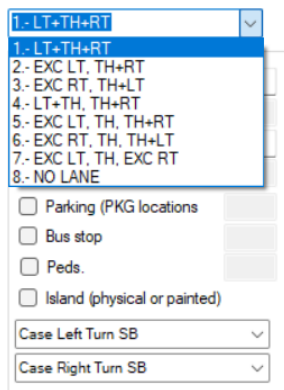 1.- LT+TH+RT
1.- LT+TH+RT
2.- EXC LT, TH+RT
3.- EXC RT, TH+LT
4.- LT+TH, TH+RT
5.- EXC LT, TH, TH+RT
6.- EXC RT, TH, TH+LT
7.- EXC LT, TH, EXC RT
8.- NO LANE
Parking (PKG locations
Bus stop
Peds.
Island (physical or painted)
Case Left Turn SB
Case Right Turn SB